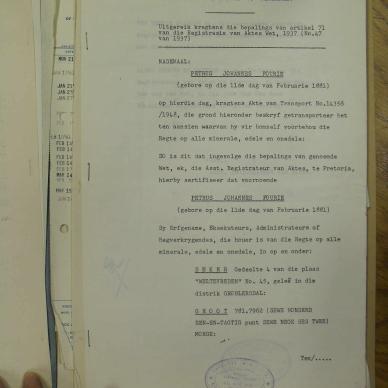 Uitgereik kragtens die bepalings van artikel 71
van die Registrasie van Aktes Wet, 1937 (No.47
van 1937)
NADEMAAL:
PETRUS JOHANNES FOURIE
(gebore op die 11de dag van Februarie 1881)
op hierdie dag, kragtens Akte van Transport No.14356
/1948, die grond hieronder beskryf getransporteer het
ten aansien waarvan hy vir homself voorbehou die
Regte op alle minerale, edele en onedele:
SO is dit dat ingevolge die bepalings van genoemde
Wet, ek, die Asst. Registrateur van Aktes, te Pretoria,
hierby sertifiseer dat voornoemde
PETRUS JOHANNES FOURIE
(gebore op die 11de dag van Februarie 1881)
Sy Erfgename, Eksekuteurs, Administrateurs of
Regverkrygendes, die houer is van die Regte op alle
minerale, edele en onedele, in op en onder:
SEKER Gedeelte 4 van die plaas
"WELTEVREDEN" No. 45, geleë in die
distrik GROBLERSDAL:
GROOT 781.7962 (SEWE HONDERD
EEN-EN-TAGTIG punt SEWE NEGE SES TWEE)
MORGE:
Ten/.....